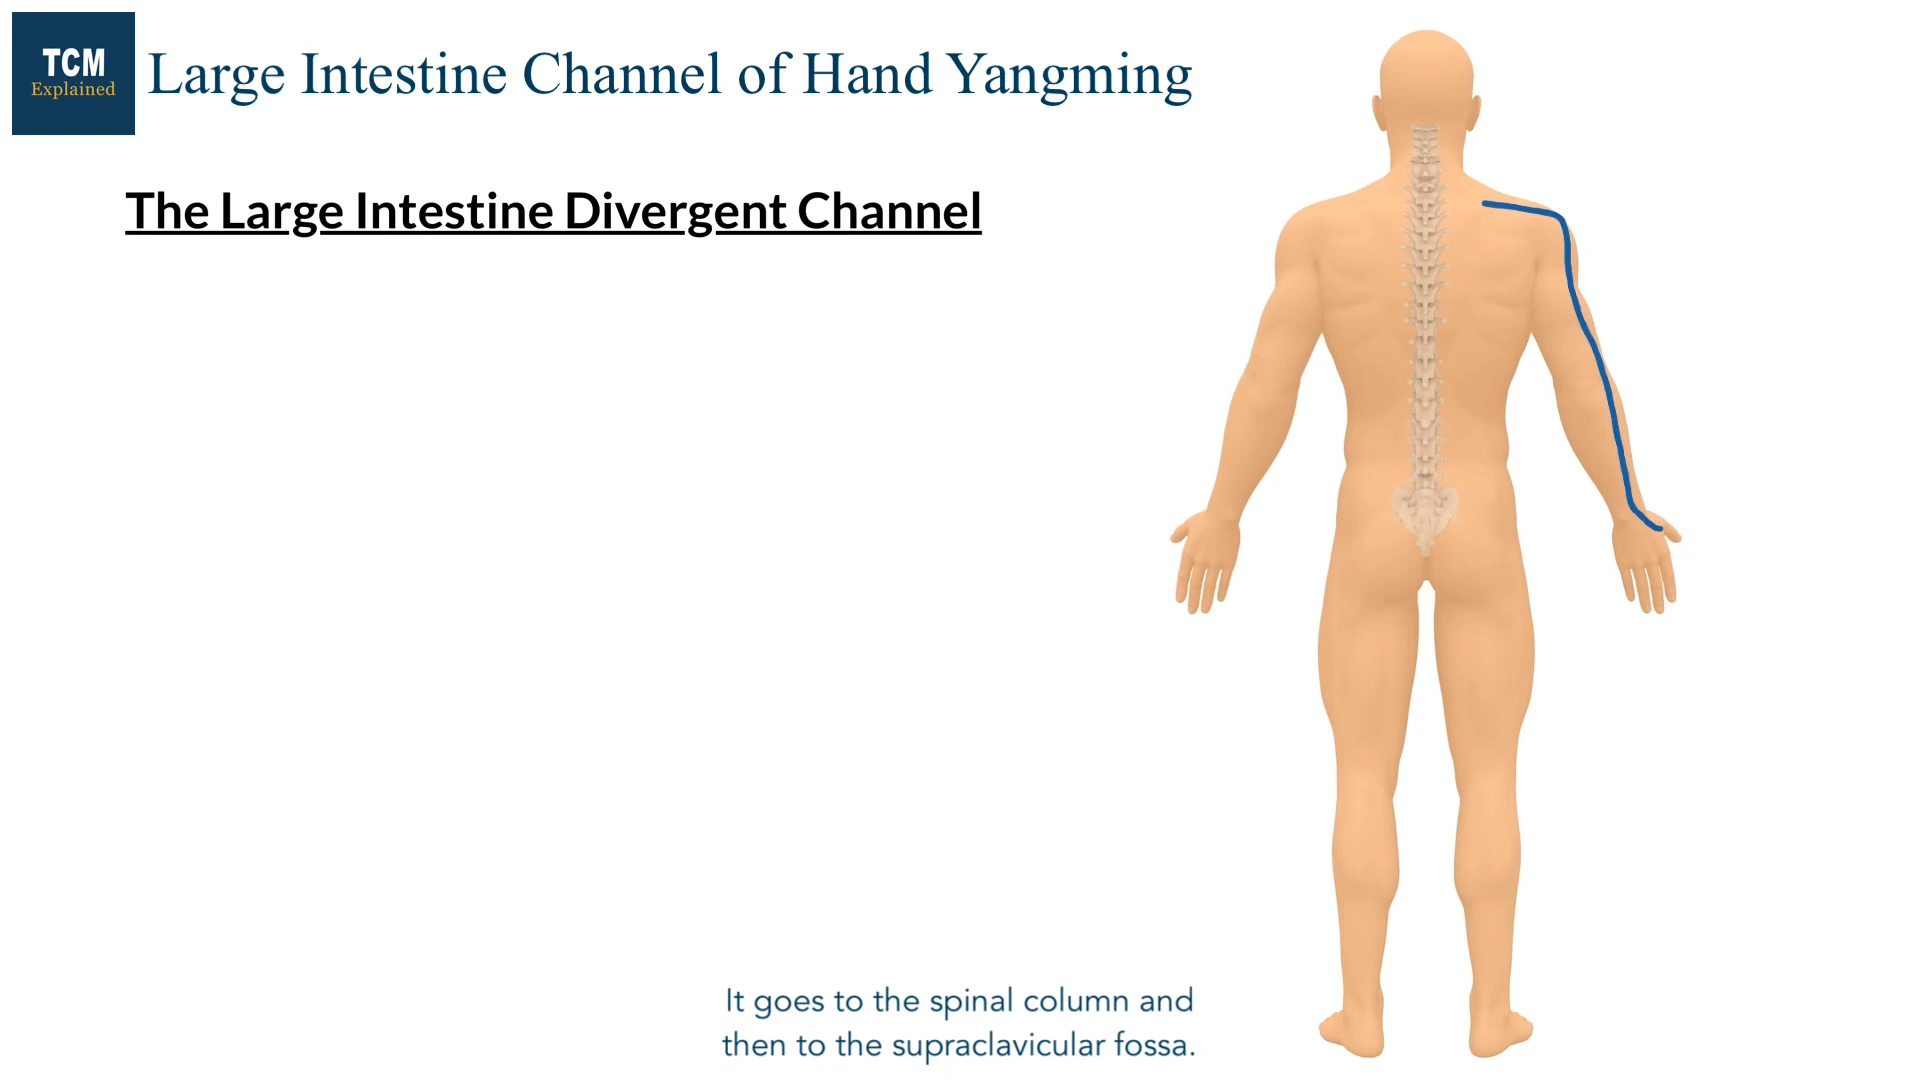 TCM
Explained
Large Intestine Channel of Hand Yangming
The Large Intestine Divergent Channel
It goes to the spinal column and
then to the supraclavicular fossa.